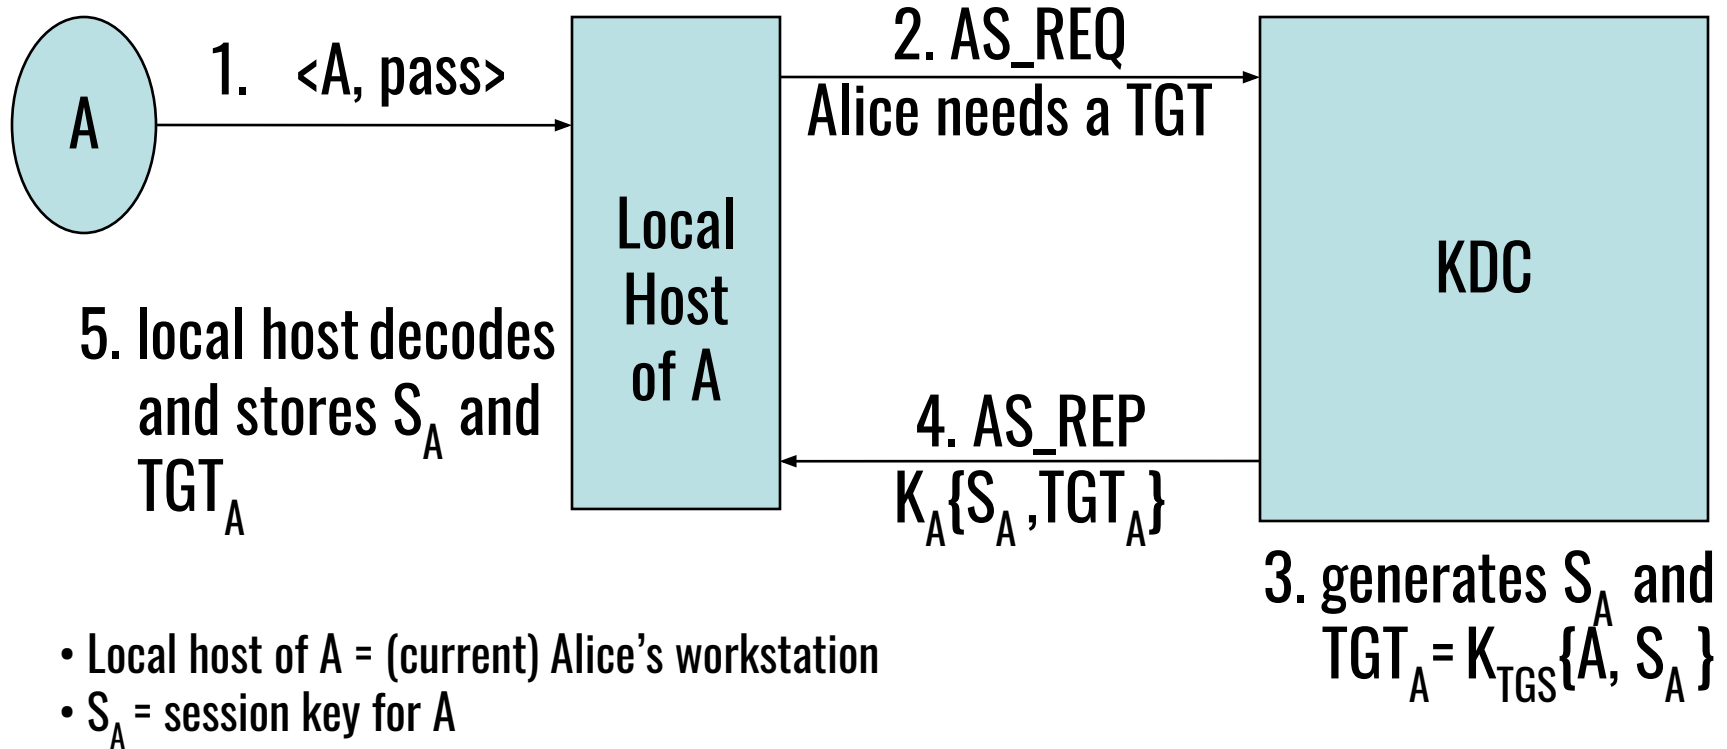 A
1. <A, pass>
Local
Host
of A
2. AS_REQ
Alice needs a TGT
KDC
3. generates S_A and
TGT_A = K_TGS{A, S_A}
4. AS_REP
K_A{S_A ,TGT_A}
5. local host decodes
and stores S_A and
TGT_A
• Local host of A = (current) Alice’s workstation
• S_A = session key for A